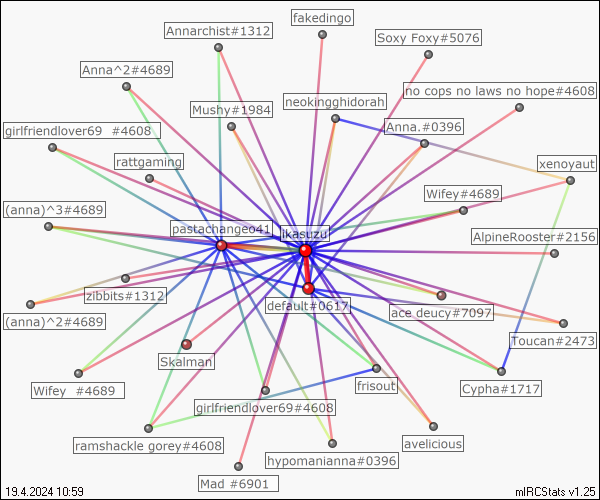 fakedingo
Annarchist#1312
Soxy Foxy#5076
Anna^2#4689
no cops no laws no hope#4608
neokingghidorah
Mushy#1984
girlfriendlover69 #4608
Anna.#0396
rattgaming
xenoyaut
Wifey#4689
(anna)^3#4689
pastachangeo41
ikasuzu
AlpineRooster#2156
zibbits#1312
default#0617
ace deucy#7097
(anna)^2#4689
Toucan#2473
Skalman
frisout
Wifey #4689
Cypha#1717
girlfriendlover69#4608
ramshackle gorey#4608
avelicious
hypomanianna#0396
Mad #6901
19.4.2024 10:59
mIRCStats v1.25